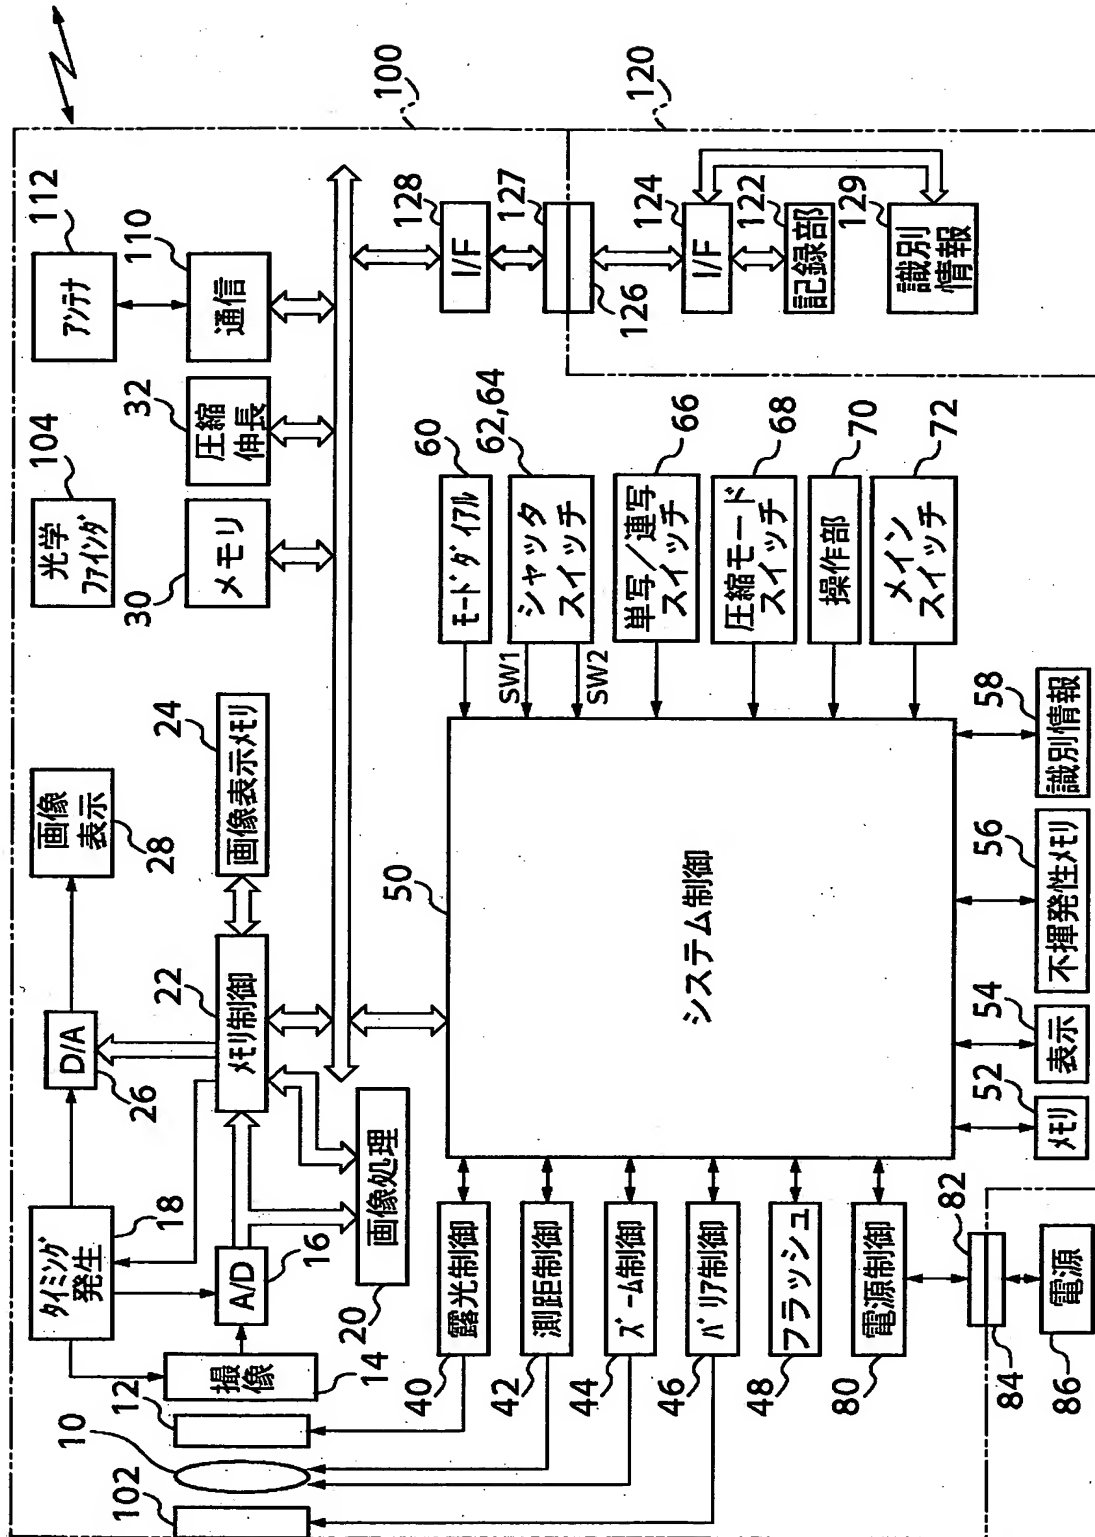 100
120
112
アンテナ
110
通信
128
I/F
127
126
124
I/F
122
記録部
129
識別
情報
104
光学
ファインダ
32
圧縮
伸長
30
メモリ
60
モードダイアル
62,64
シャッタ
スイッチ
SW1
SW2
66
単写/連写
スイッチ
68
圧縮モード
スイッチ
70
操作部
72
メイン
スイッチ
28
画像
表示
24
画像表示メモリ
22
メモリ制御
26
D/A
18
タイミング
発生
16
A/D
20
画像処理
14
撮像
12
10
102
50
システム制御
40
露光制御
42
測距制御
44
ズーム制御
46
バリア制御
48
フラッシュ
80
電源制御
82
84
86
電源
52
メモリ
54
表示
56
不揮発性メモリ
58
識別情報